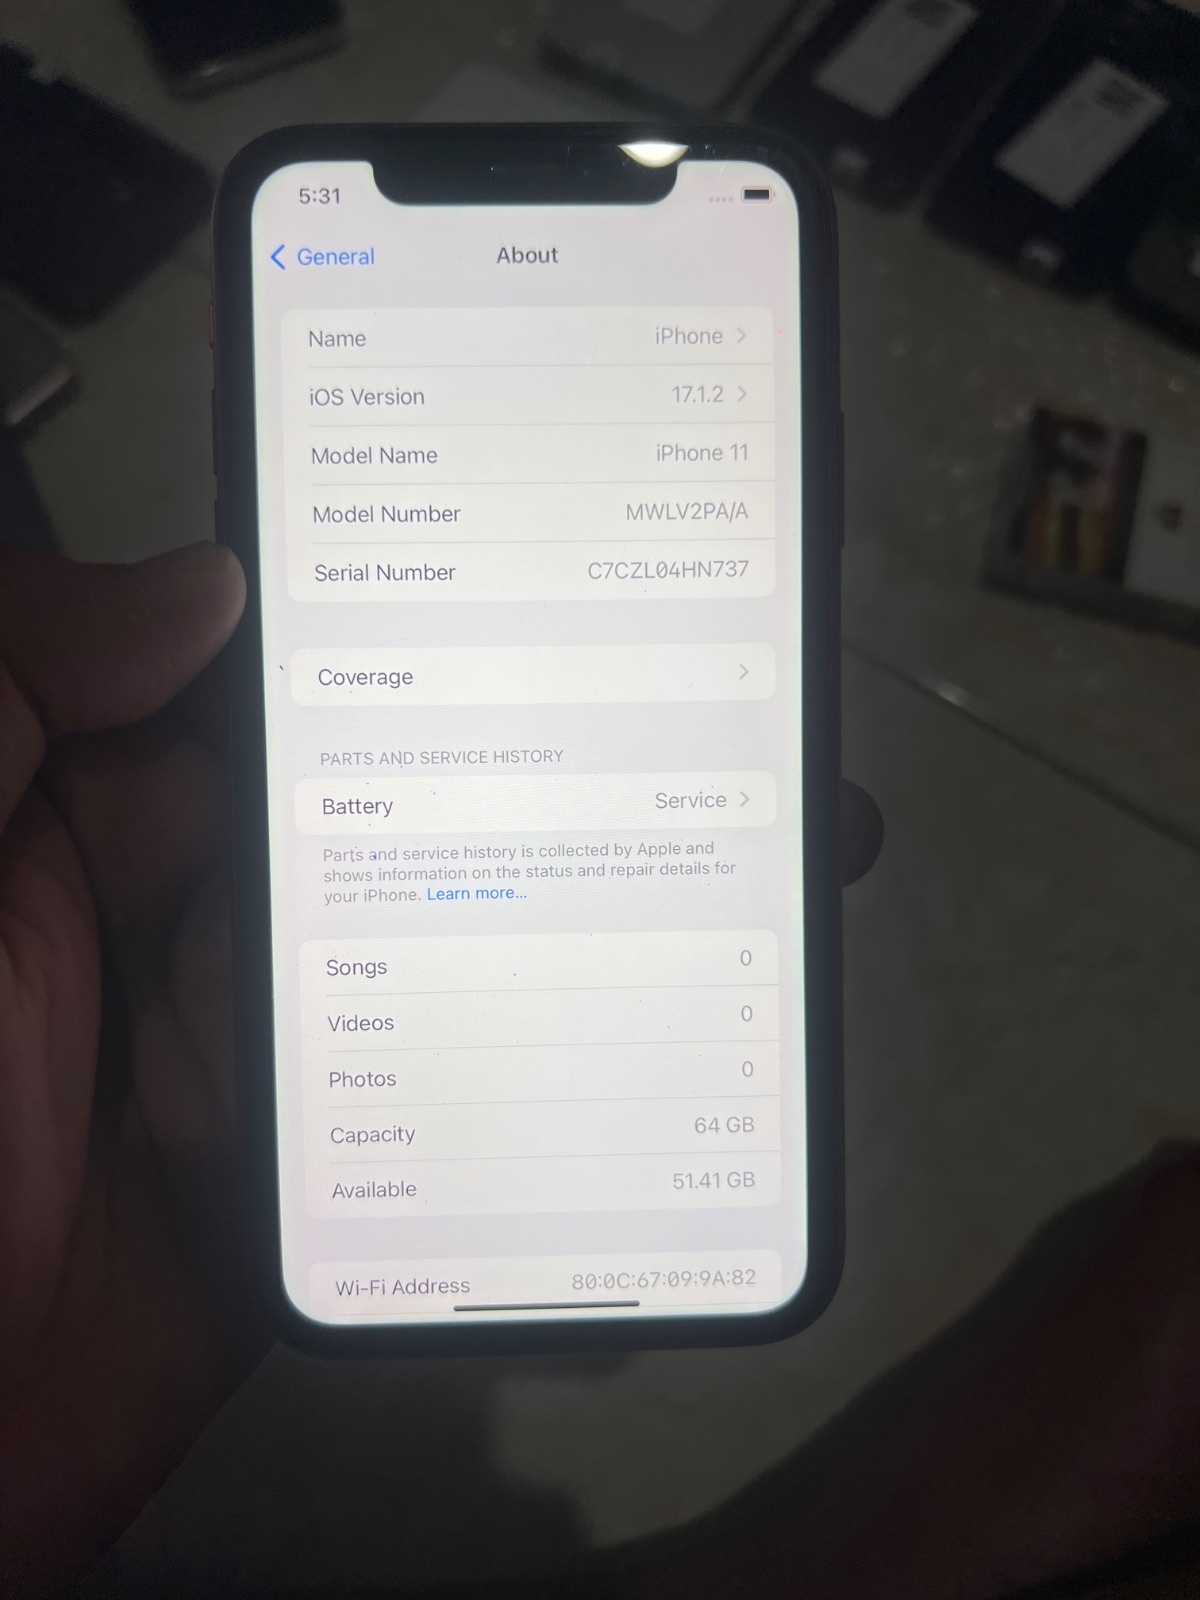 5:31
General
About
Name iPhone
iOS Version 17.1.2
Model Name iPhone 11
Model Number MWLV2PA/A
Serial Number C7CZL04HN737
Coverage
PARTS AND SERVICE HISTORY
Battery Service
Parts and service history is collected by Apple and
shows information on the status and repair details for
your iPhone. Learn more...
Songs 0
Videos 0
Photos 0
Capacity 64 GB
Available 51.41 GB
Wi-Fi Address 80:0C:67:09:9A:82